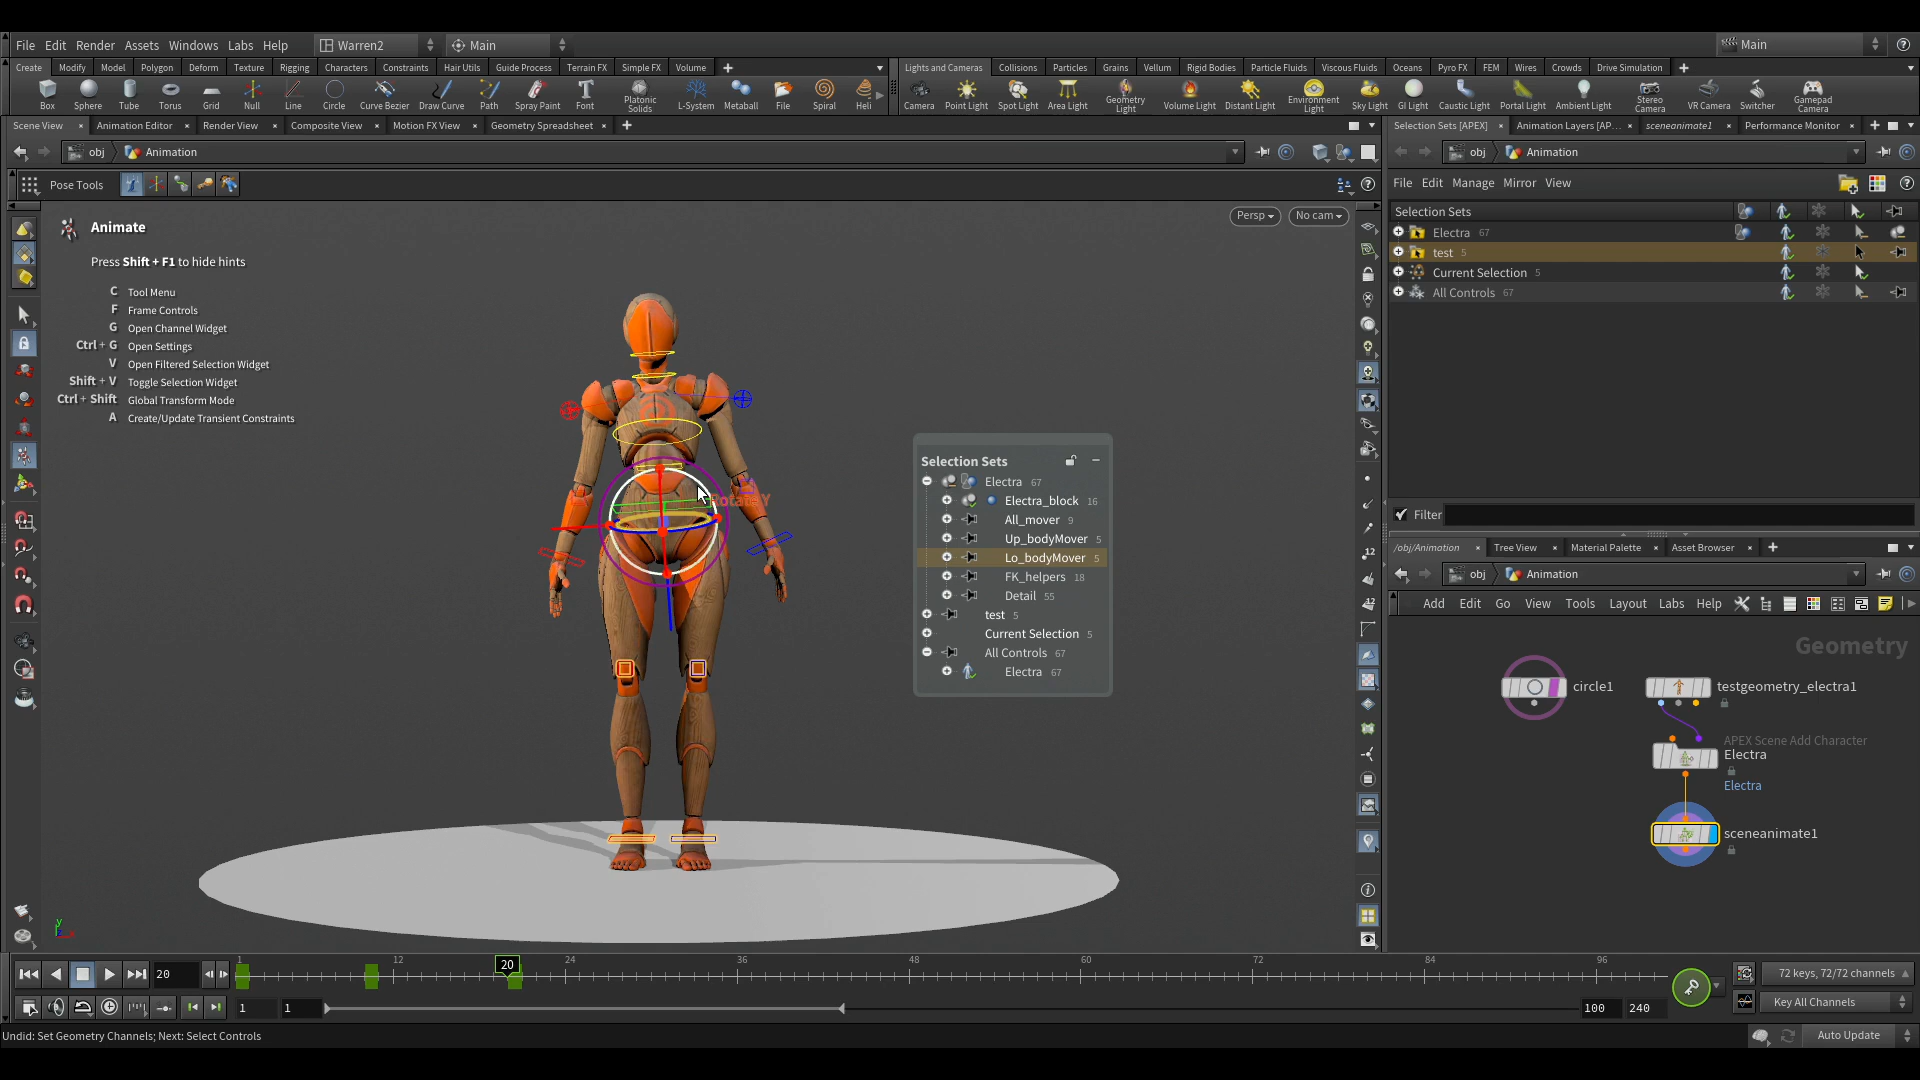 File Edit Render Assets Windows Labs Help Warren2 Main Main
Create Modify Model Polygon Deform Texture Rigging Characters Constraints Hair Utils Guide Process Terrain FX Simple FX Volume
Lights and Cameras Collisions Particles Grains Vellum Rigid Bodies Particle Fluids Viscous Fluids Oceans Pyro FX FEM Wires Crowds Drive Simulation
Box Sphere Tube Torus Grid Null Line Circle Curve Bezier Draw Curve Path Spray Paint Font Platonic Solids L-System Metaball File Spiral Heli
Camera Point Light Spot Light Area Light Geometry Light Volume Light Distant Light Environment Light Sky Light GI Light Caustic Light Portal Light Ambient Light Stereo Camera VR Camera Switcher Gamepad Camera
Scene View Animation Editor Render View Composite View Motion FX View Geometry Spreadsheet
Selection Sets [APEX] Animation Layers [AP... sceneanimate1 Performance Monitor
obj Animation
obj Animation
Pose Tools
File Edit Manage Mirror View
Persp No cam
Animate
Press Shift + F1 to hide hints
C Tool Menu
F Frame Controls
G Open Channel Widget
Ctrl + G Open Settings
V Open Filtered Selection Widget
Shift + V Toggle Selection Widget
Ctrl + Shift Global Transform Mode
A Create/Update Transient Constraints
Rotate Y
Selection Sets
Electra 67
Electra_block 16
All_mover 9
Up_bodyMover 5
Lo_bodyMover 5
FK_helpers 18
Detail 55
test 5
Current Selection 5
All Controls 67
Electra 67
Selection Sets
Electra 67
test 5
Current Selection 5
All Controls 67
Filter
/obj/Animation Tree View Material Palette Asset Browser
obj Animation
Add Edit Go View Tools Layout Labs Help
Geometry
circle1
testgeometry_electra1
APEX Scene Add Character
Electra
Electra
sceneanimate1
12
12
y
x
20
1 12 20 24 36 48 60 72 84 96
72 keys, 72/72 channels
1 1 100 240
Key All Channels
Undid: Set Geometry Channels; Next: Select Controls
Auto Update